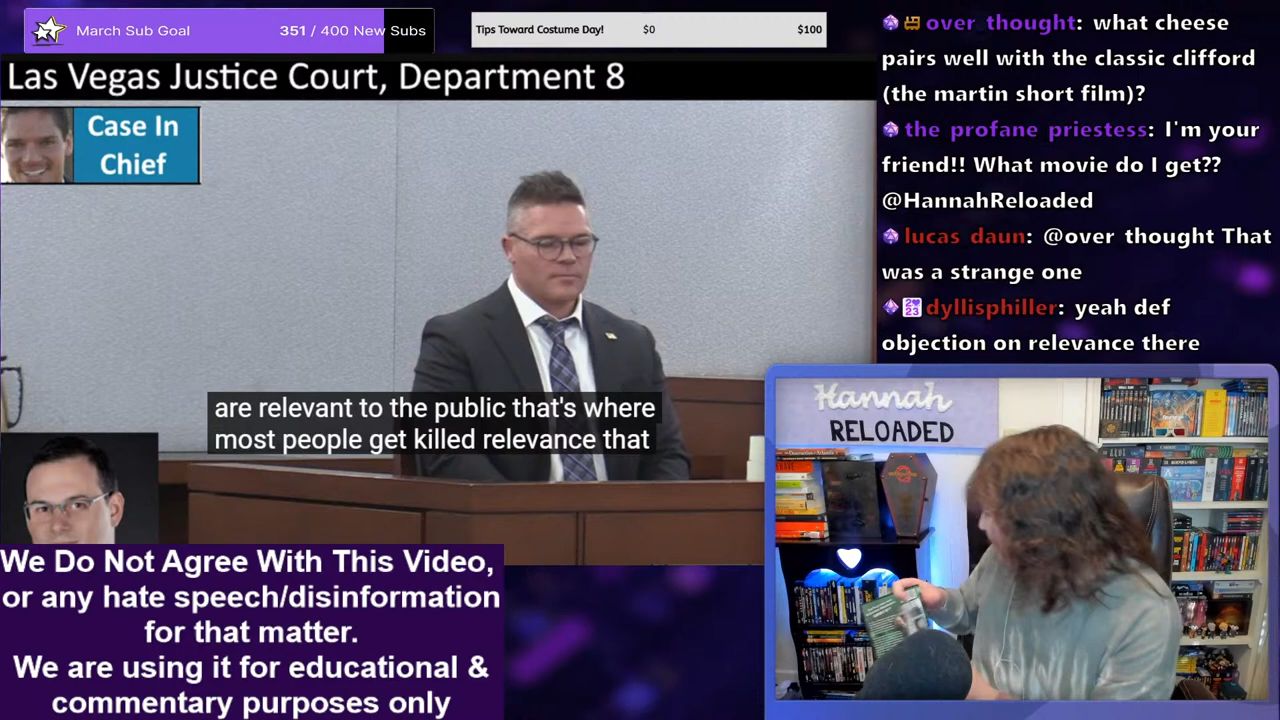 March Sub Goal 351 / 400 New Subs
Tips Toward Costume Day! $0 $100
Las Vegas Justice Court, Department 8
Case In
Chief
are relevant to the public that's where
most people get killed relevance that
We Do Not Agree With This Video,
or any hate speech/disinformation
for that matter.
We are using it for educational &
commentary purposes only
over thought: what cheese
pairs well with the classic clifford
(the martin short film)?
the profane priestess: I'm your
friend!! What movie do I get??
@HannahReloaded
lucas daun: @over thought That
was a strange one
dyllisphiller: yeah def
objection on relevance there
Hannah
RELOADED